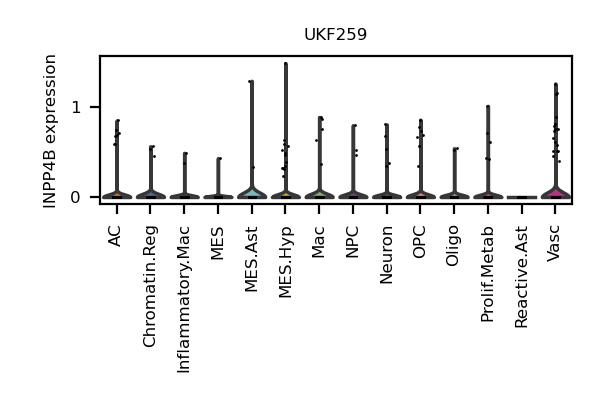 UKF259
INPP4B expression
1
0
AC
Chromatin.Reg
Inflammatory.Mac
MES
MES.Ast
MES.Hyp
Mac
NPC
Neuron
OPC
Oligo
Prolif.Metab
Reactive.Ast
Vasc